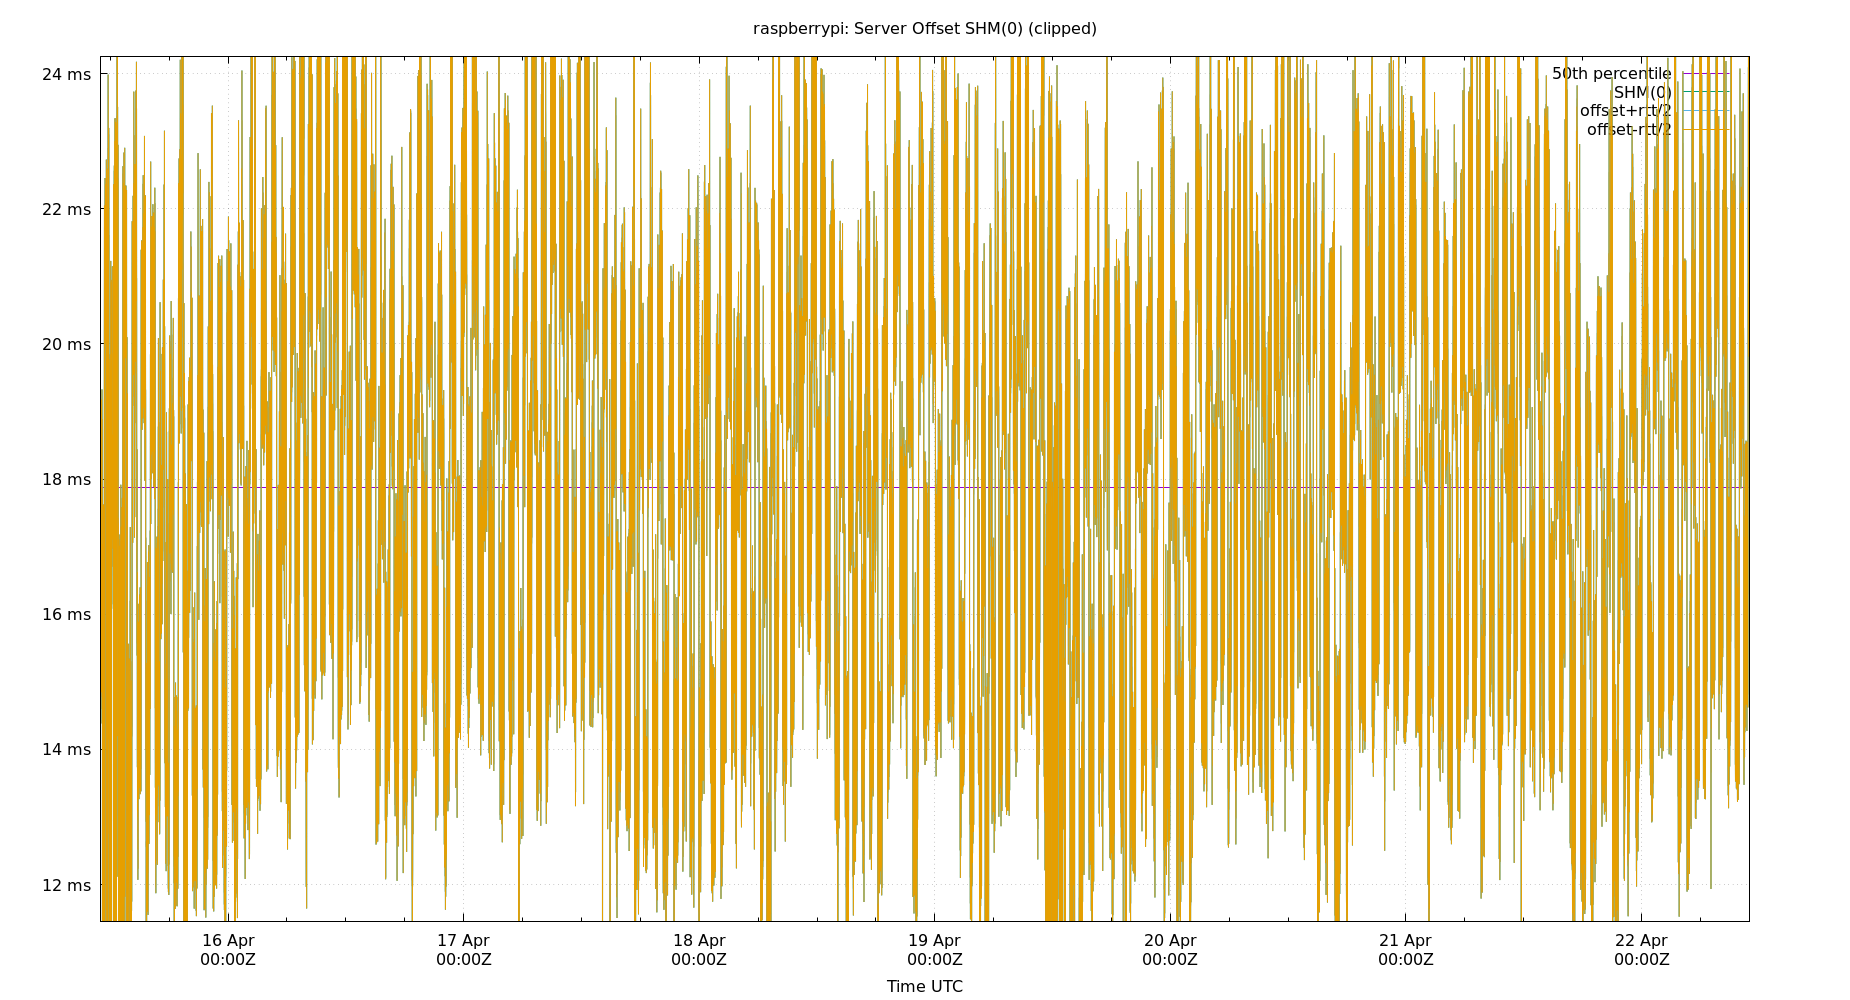 raspberrypi: Server Offset SHM(0) (clipped)
24 ms
22 ms
20 ms
18 ms
16 ms
14 ms
12 ms
50th percentile
SHM(0)
offset+rtt/2
offset-rtt/2
16 Apr 17 Apr 18 Apr 19 Apr 20 Apr 21 Apr 22 Apr
00:00Z 00:00Z 00:00Z 00:00Z 00:00Z 00:00Z 00:00Z
Time UTC